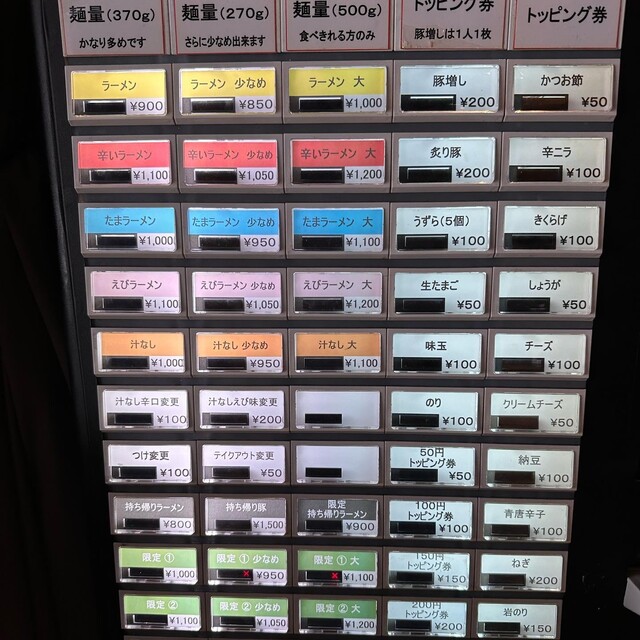 麺量(370g) 麺量(270g) 麺量(500g) トッピング券 トッピング券
かなり多めです さらに少なめ出来ます 食べきれる方のみ 豚増しは1人1枚
ラーメン ラーメン 少なめ ラーメン 大 豚増し かつお節
¥900 ¥850 ¥1,000 ¥200 ¥50
辛いラーメン 辛いラーメン 少なめ 辛いラーメン 大 炙り豚 辛ニラ
¥1,100 ¥1,050 ¥1,200 ¥200 ¥100
たまラーメン たまラーメン 少なめ たまラーメン 大 うずら(5個) きくらげ
¥1,000 ¥950 ¥1,100 ¥100 ¥100
えびラーメン えびラーメン 少なめ えびラーメン 大 生たまご しょうが
¥1,100 ¥1,050 ¥1,200 ¥50 ¥50
汁なし 汁なし 少なめ 汁なし 大 味玉 チーズ
¥1,000 ¥950 ¥1,100 ¥100 ¥100
汁なし辛口変更 汁なしえび味変更 のり クリームチーズ
¥100 ¥200 ¥100 ¥50
つけ変更 テイクアウト変更 50円トッピング券 納豆
¥100 ¥50 ¥50 ¥100
持ち帰りラーメン 持ち帰り豚 限定持ち帰りラーメン 100円トッピング券 青唐辛子
¥800 ¥1,500 ¥900 ¥100 ¥100
限定① 限定①少なめ 限定①大 150円トッピング券 ねぎ
¥1,000 ¥950 ¥1,100 ¥150 ¥200
限定② 限定②少なめ 限定②大 200円トッピング券 岩のり
¥1,100 ¥1,050 ¥1,200 ¥200 ¥150